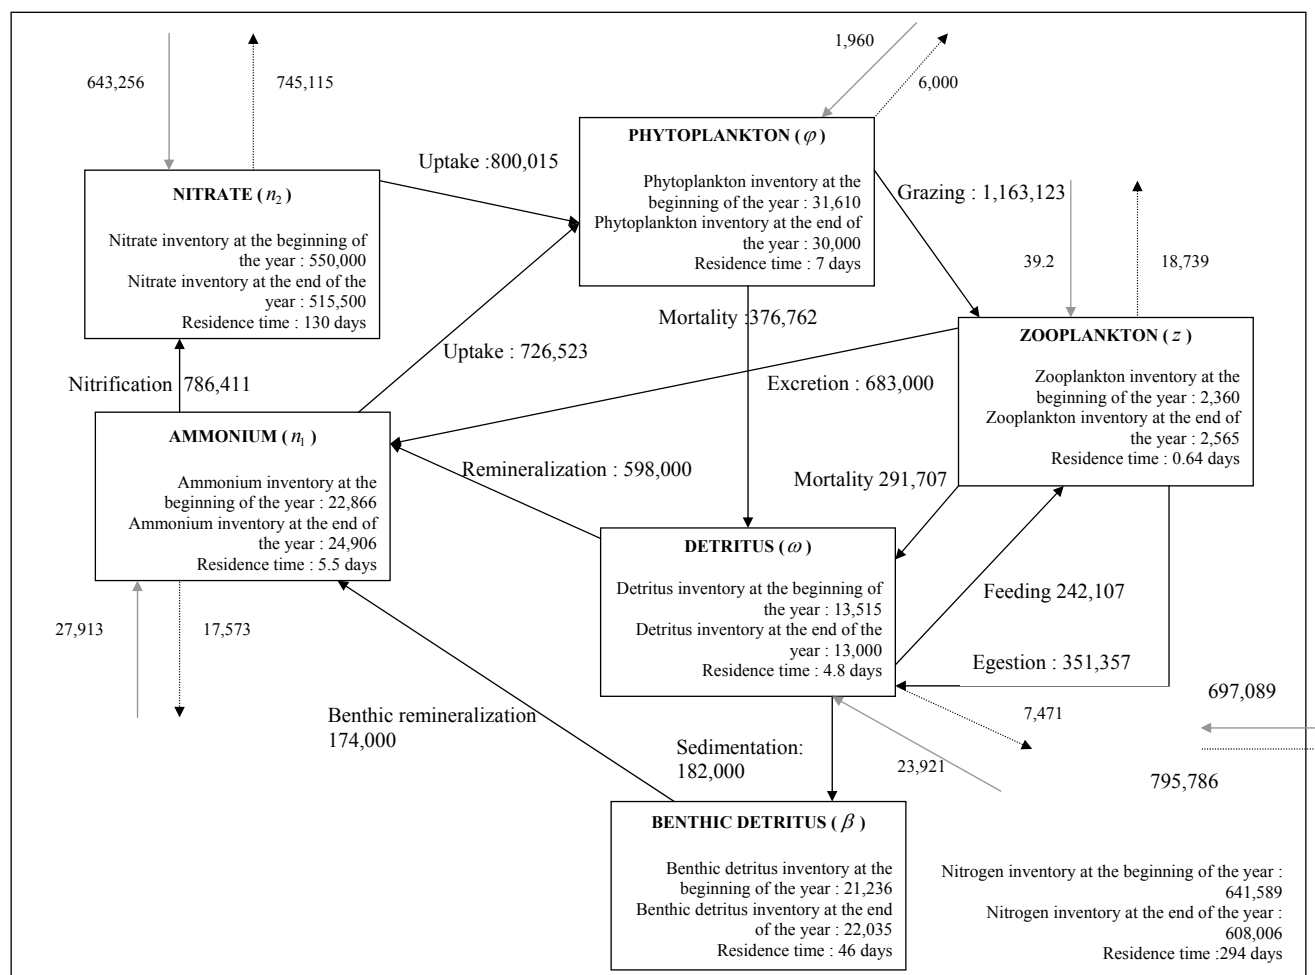 643,256
745,115
1,960
6,000
Uptake :800,015
NITRATE ( n₂ )
Nitrate inventory at the beginning of
the year : 550,000
Nitrate inventory at the end of the
year : 515,500
Residence time : 130 days
PHYTOPLANKTON ( φ )
Phytoplankton inventory at the
beginning of the year : 31,610
Phytoplankton inventory at the end of
the year : 30,000
Residence time : 7 days
Grazing : 1,163,123
39.2
18,739
Mortality :376,762
Uptake : 726,523
Nitrification 786,411
Excretion : 683,000
ZOOPLANKTON ( z )
Zooplankton inventory at the
beginning of the year : 2,360
Zooplankton inventory at the end of
the year : 2,565
Residence time : 0.64 days
AMMONIUM ( n₁ )
Ammonium inventory at the
beginning of the year : 22,866
Ammonium inventory at the end of
the year : 24,906
Residence time : 5.5 days
Remineralization : 598,000
Mortality 291,707
DETRITUS ( ω )
Detritus inventory at the beginning of
the year : 13,515
Detritus inventory at the end of the
year : 13,000
Residence time : 4.8 days
Feeding 242,107
Egestion : 351,357
27,913
17,573
Benthic remineralization
174,000
Sedimentation:
182,000
7,471
23,921
697,089
795,786
BENTHIC DETRITUS ( β )
Benthic detritus inventory at the
beginning of the year : 21,236
Benthic detritus inventory at the end
of the year : 22,035
Residence time : 46 days
Nitrogen inventory at the beginning of the year :
641,589
Nitrogen inventory at the end of the year :
608,006
Residence time :294 days